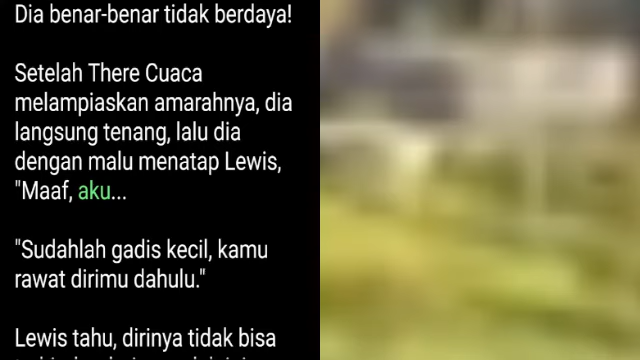 Dia benar-benar tidak berdaya!
Setelah There Cuaca
melampiaskan amarahnya, dia
langsung tenang, lalu dia
dengan malu menatap Lewis,
"Maaf, aku...
"Sudahlah gadis kecil, kamu
rawat dirimu dahulu."
Lewis tahu, dirinya tidak bisa